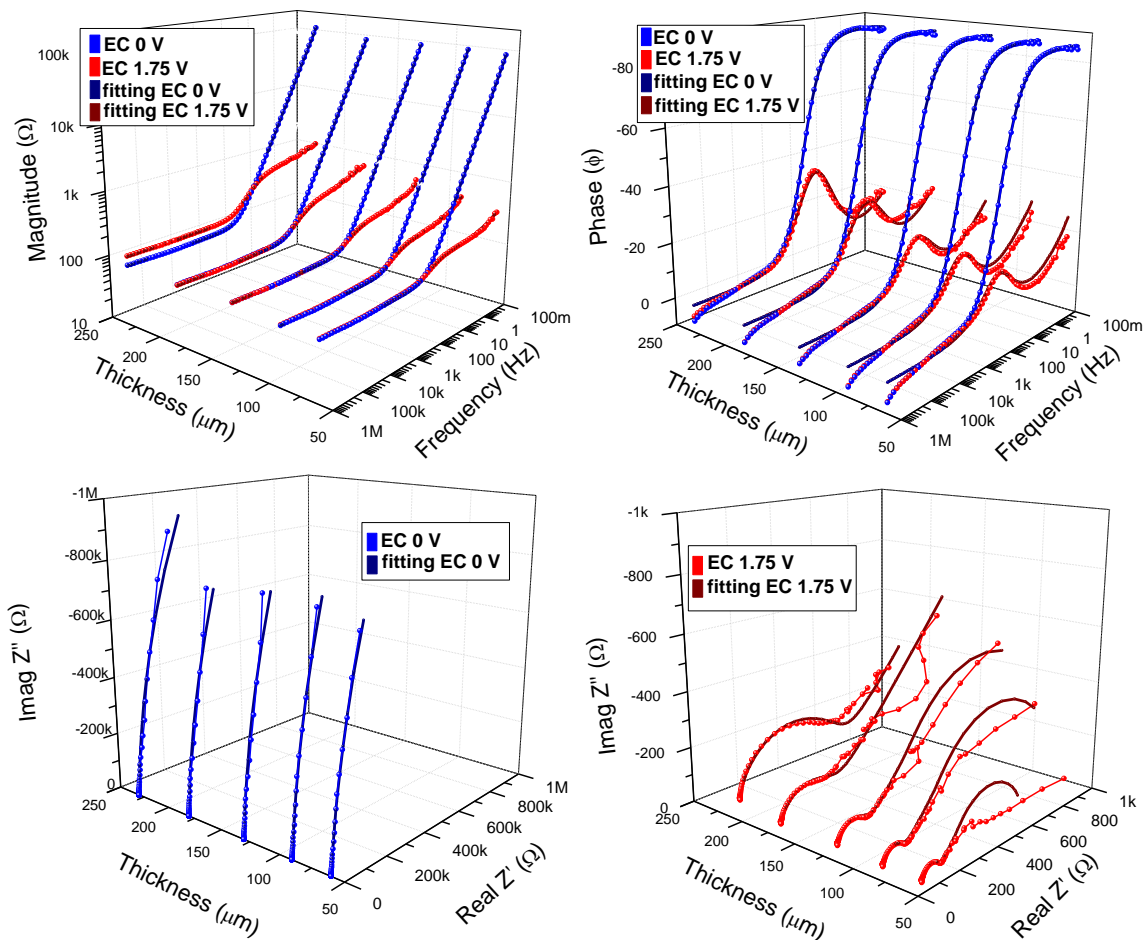 EC 0 V
EC 1.75 V
fitting EC 0 V
fitting EC 1.75 V
100k
10k
1k
100
10
Magnitude (Ω)
250
200
150
100
50
Thickness (μm)
1M
100k
10k
1k
100
10
1
100m
Frequency (Hz)
EC 0 V
EC 1.75 V
fitting EC 0 V
fitting EC 1.75 V
-80
-60
-40
-20
0
Phase (ϕ)
250
200
150
100
50
Thickness (μm)
1M
100k
10k
1k
100
10
1
100m
Frequency (Hz)
EC 0 V
fitting EC 0 V
-1M
-800k
-600k
-400k
-200k
0
Imag Z" (Ω)
250
200
150
100
50
Thickness (μm)
0
200k
400k
600k
800k
1M
Real Z' (Ω)
EC 1.75 V
fitting EC 1.75 V
-1k
-800
-600
-400
-200
0
Imag Z" (Ω)
250
200
150
100
50
Thickness (μm)
0
200
400
600
800
1k
Real Z' (Ω)